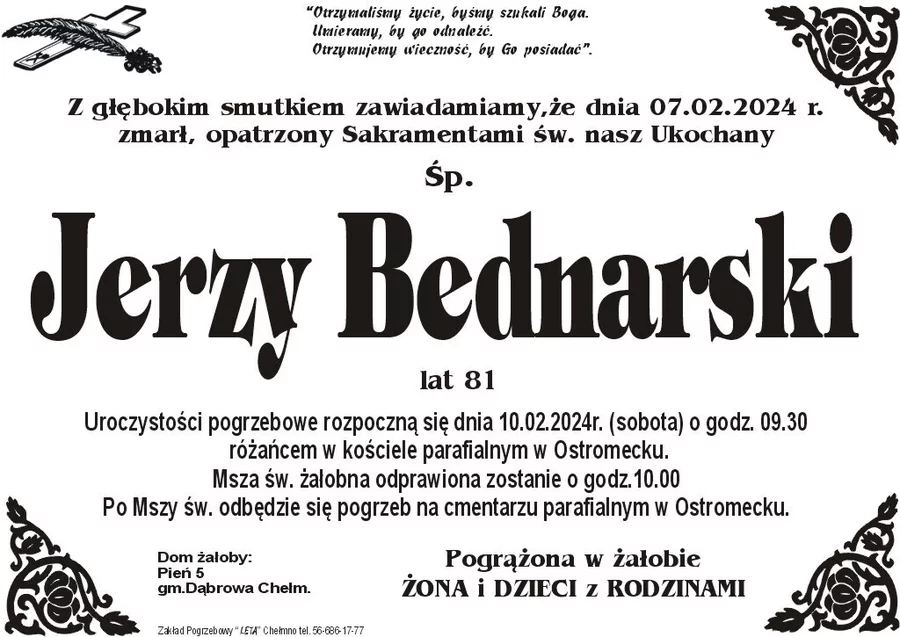 “Otrzymaliśmy życie, byśmy szukali Boga.
Umieramy, by go odnaleźć.
Otrzymujemy wieczność, by Go posiadać”.
Z głębokim smutkiem zawiadamiamy,że dnia 07.02.2024 r.
zmarł, opatrzony Sakramentami św. nasz Ukochany
Śp.
Jerzy Bednarski
lat 81
Uroczystości pogrzebowe rozpoczną się dnia 10.02.2024r. (sobota) o godz. 09.30
różańcem w kościele parafialnym w Ostromecku.
Msza św. żałobna odprawiona zostanie o godz.10.00
Po Mszy św. odbędzie się pogrzeb na cmentarzu parafialnym w Ostromecku.
Dom żałoby:
Pień 5
gm.Dąbrowa Chełm.
Pogrążona w żałobie
ŻONA i DZIECI z RODZINAMI
Zakład Pogrzebowy “LETA” Chełmno tel. 56-686-17-77